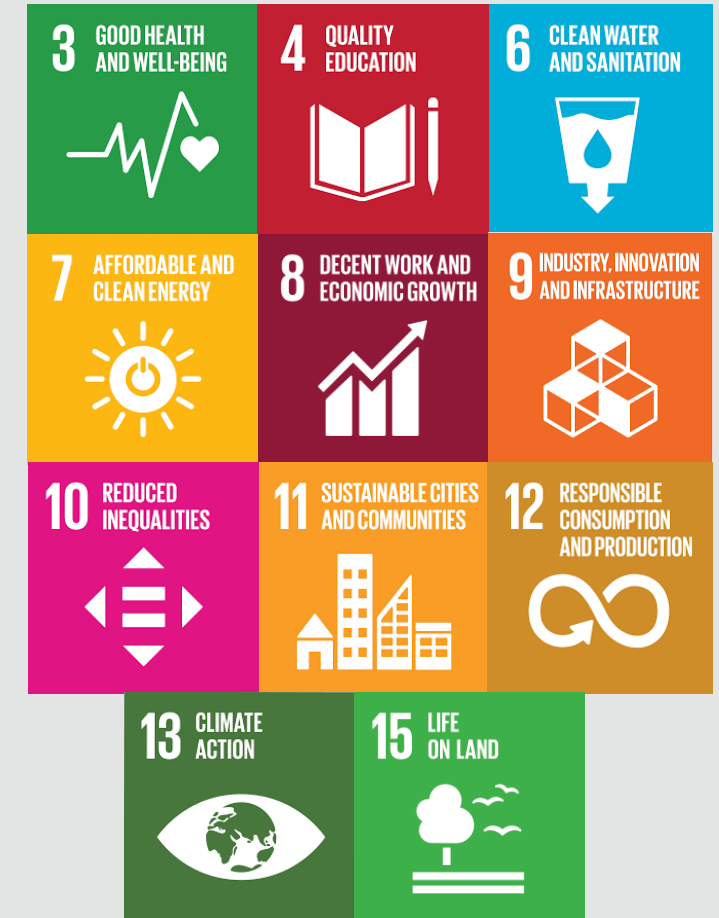 3 GOOD HEALTH
AND WELL-BEING
4 QUALITY
EDUCATION
6 CLEAN WATER
AND SANITATION
7 AFFORDABLE AND
CLEAN ENERGY
8 DECENT WORK AND
ECONOMIC GROWTH
9 INDUSTRY, INNOVATION
AND INFRASTRUCTURE
10 REDUCED
INEQUALITIES
11 SUSTAINABLE CITIES
AND COMMUNITIES
12 RESPONSIBLE
CONSUMPTION
AND PRODUCTION
13 CLIMATE
ACTION
15 LIFE
ON LAND